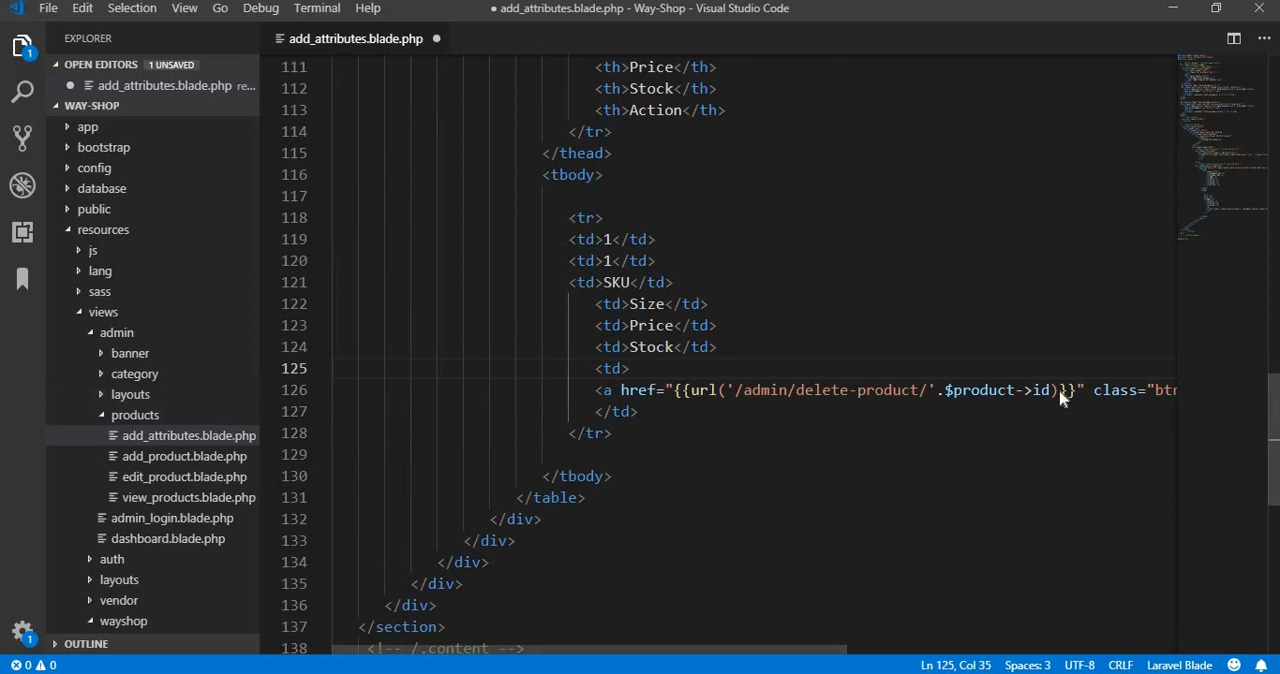 File Edit Selection View Go Debug Terminal Help
● add_attributes.blade.php - Way-Shop - Visual Studio Code
EXPLORER
OPEN EDITORS 1 UNSAVED
add_attributes.blade.php re...
WAY-SHOP
app
bootstrap
config
database
public
resources
js
lang
sass
views
admin
banner
category
layouts
products
add_attributes.blade.php
add_product.blade.php
edit_product.blade.php
view_products.blade.php
admin_login.blade.php
dashboard.blade.php
auth
layouts
vendor
wayshop
OUTLINE
1
1
add_attributes.blade.php ●
111 <th>Price</th>
112 <th>Stock</th>
113 <th>Action</th>
114 </tr>
115 </thead>
116 <tbody>
117
118 <tr>
119 <td>1</td>
120 <td>1</td>
121 <td>SKU</td>
122 <td>Size</td>
123 <td>Price</td>
124 <td>Stock</td>
125 <td>
126 <a href="{{url('/admin/delete-product/'.$product->id)}}" class="btn
127 </td>
128 </tr>
129
130 </tbody>
131 </table>
132 </div>
133 </div>
134 </div>
135 </div>
136 </div>
137 </section>
138 <!-- /.content -->
0 0 Ln 125, Col 35 Spaces: 3 UTF-8 CRLF Laravel Blade